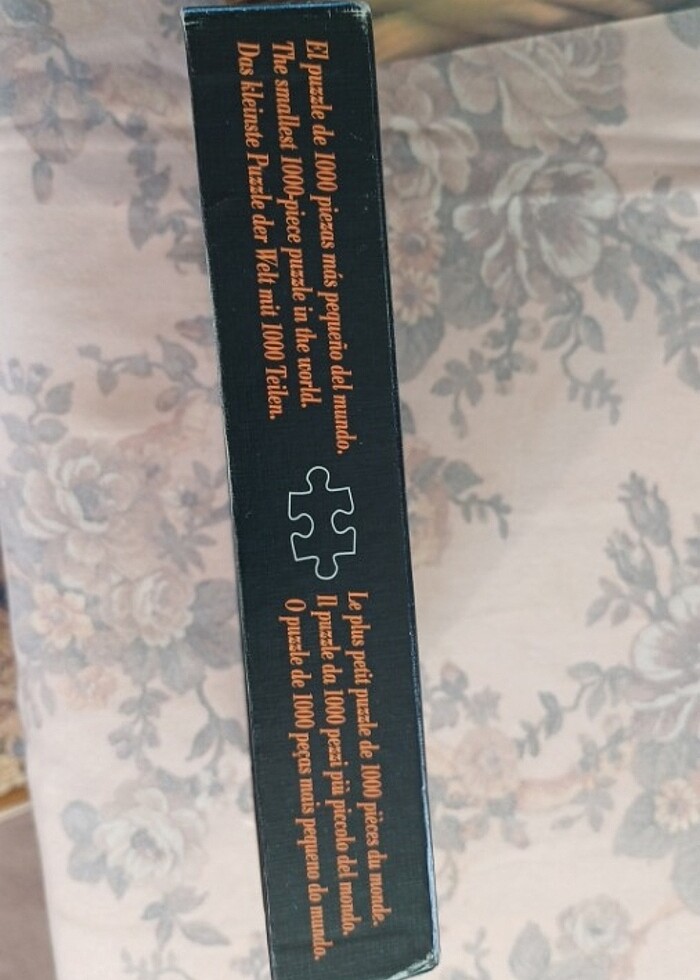 El puzzle de 1000 piezas más pequeño del mundo.
The smallest 1000-piece puzzle in the world.
Das kleinste Puzzle der Welt mit 1000 Teilen.
Le plus petit puzzle de 1000 pièces du monde.
Il puzzle da 1000 pezzi più piccolo del mondo.
O puzzle de 1000 peças mais pequeno do mundo.